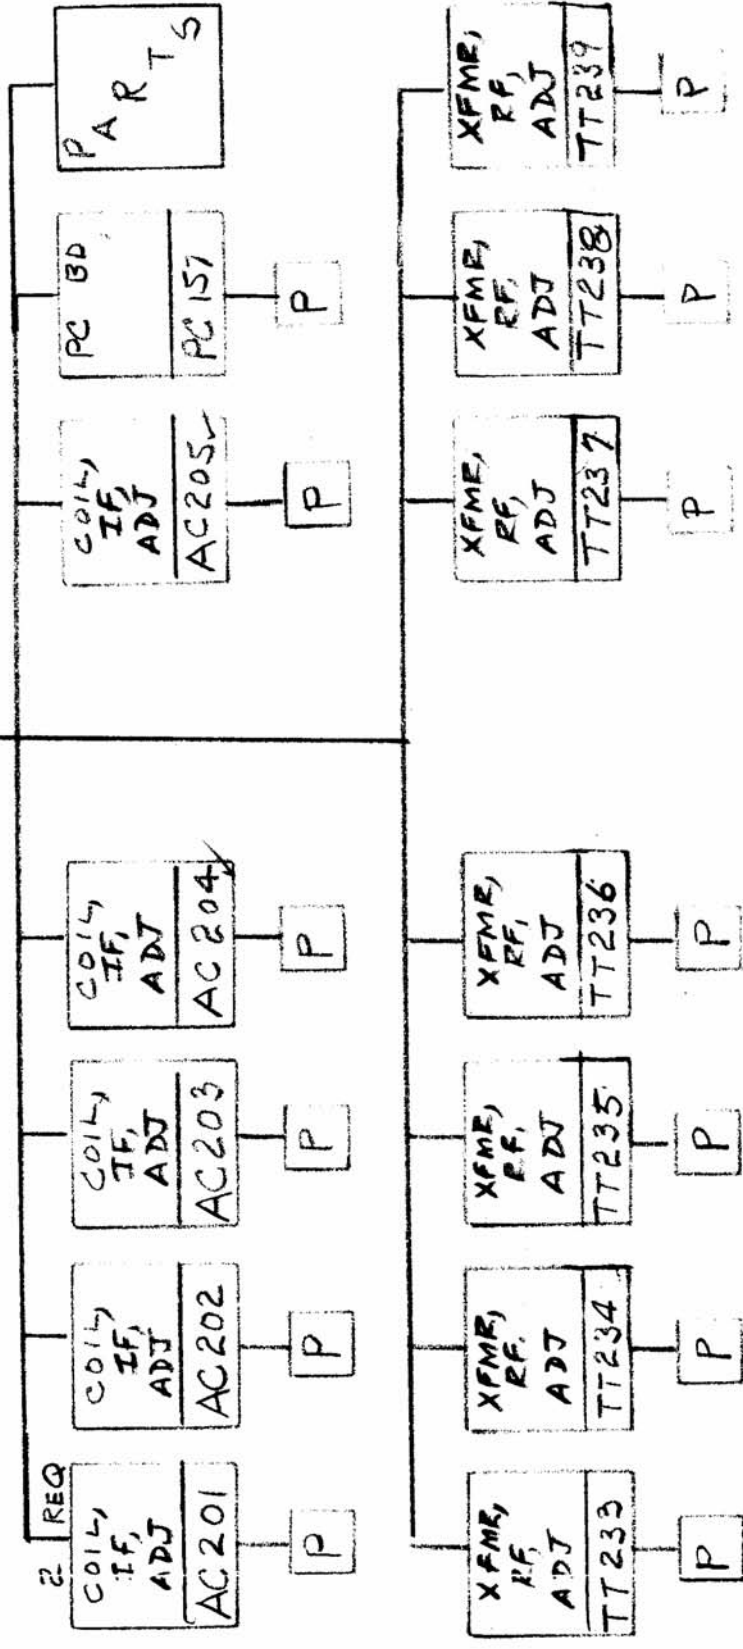 2 REQ
COIL,
IF,
ADJ
AC201
P
COIL,
IF,
ADJ
AC202
P
COIL,
IF,
ADJ
AC203
P
COIL,
IF,
ADJ
AC204
P
COIL,
IF,
ADJ
AC205
P
PC BD
PC157
P
PARTS
XFMR,
RF,
ADJ
TT233
P
XFMR,
RF,
ADJ
TT234
P
XFMR,
RF,
ADJ
TT235
P
XFMR,
RF,
ADJ
TT236
P
XFMR,
RF,
ADJ
TT237
P
XFMR,
RF,
ADJ
TT238
P
XFMR,
RF,
ADJ
TT239
P